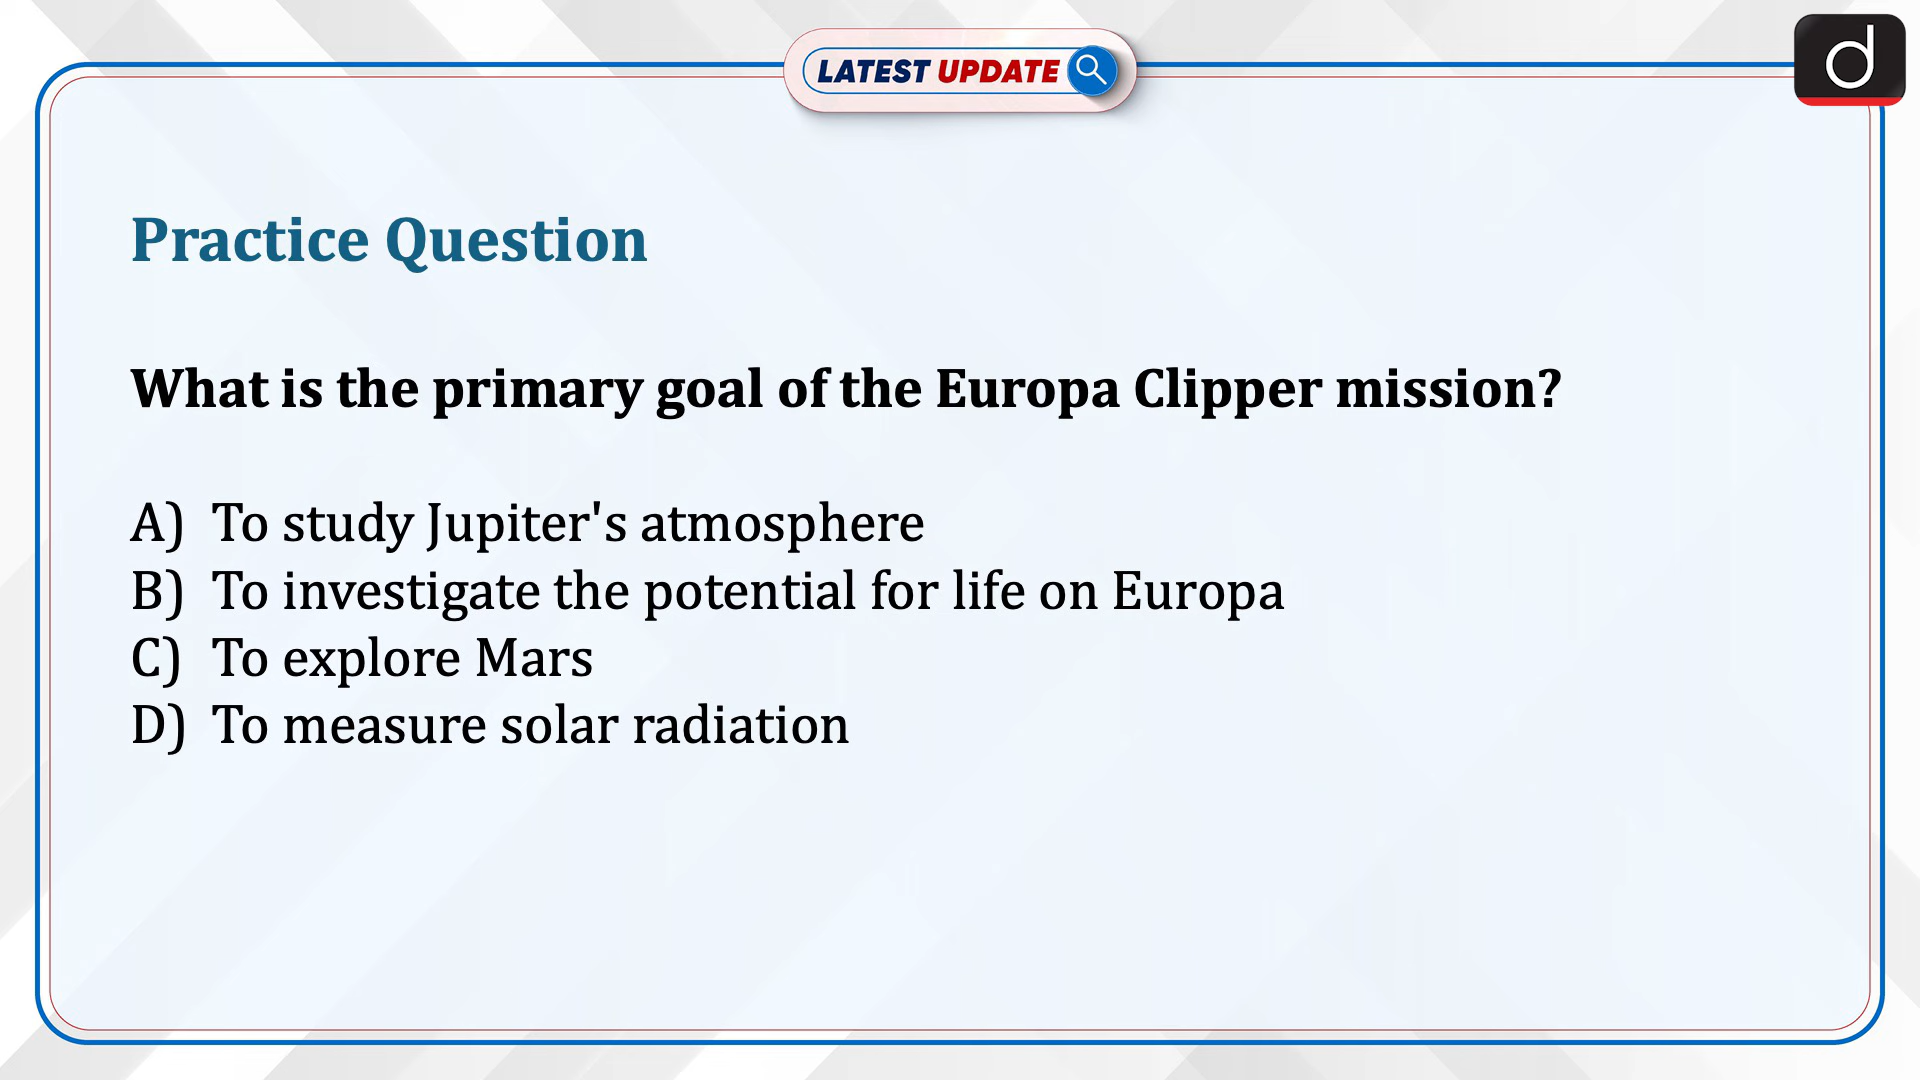 LATEST UPDATE
d
Practice Question
What is the primary goal of the Europa Clipper mission?
A) To study Jupiter's atmosphere
B) To investigate the potential for life on Europa
C) To explore Mars
D) To measure solar radiation